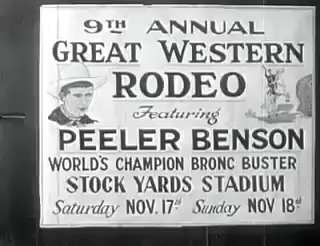 9TH ANNUAL
GREAT WESTERN
RODEO
Featuring
PEELER BENSON
WORLD'S CHAMPION BRONC BUSTER
STOCK YARDS STADIUM
Saturday NOV. 17th Sunday NOV 18th